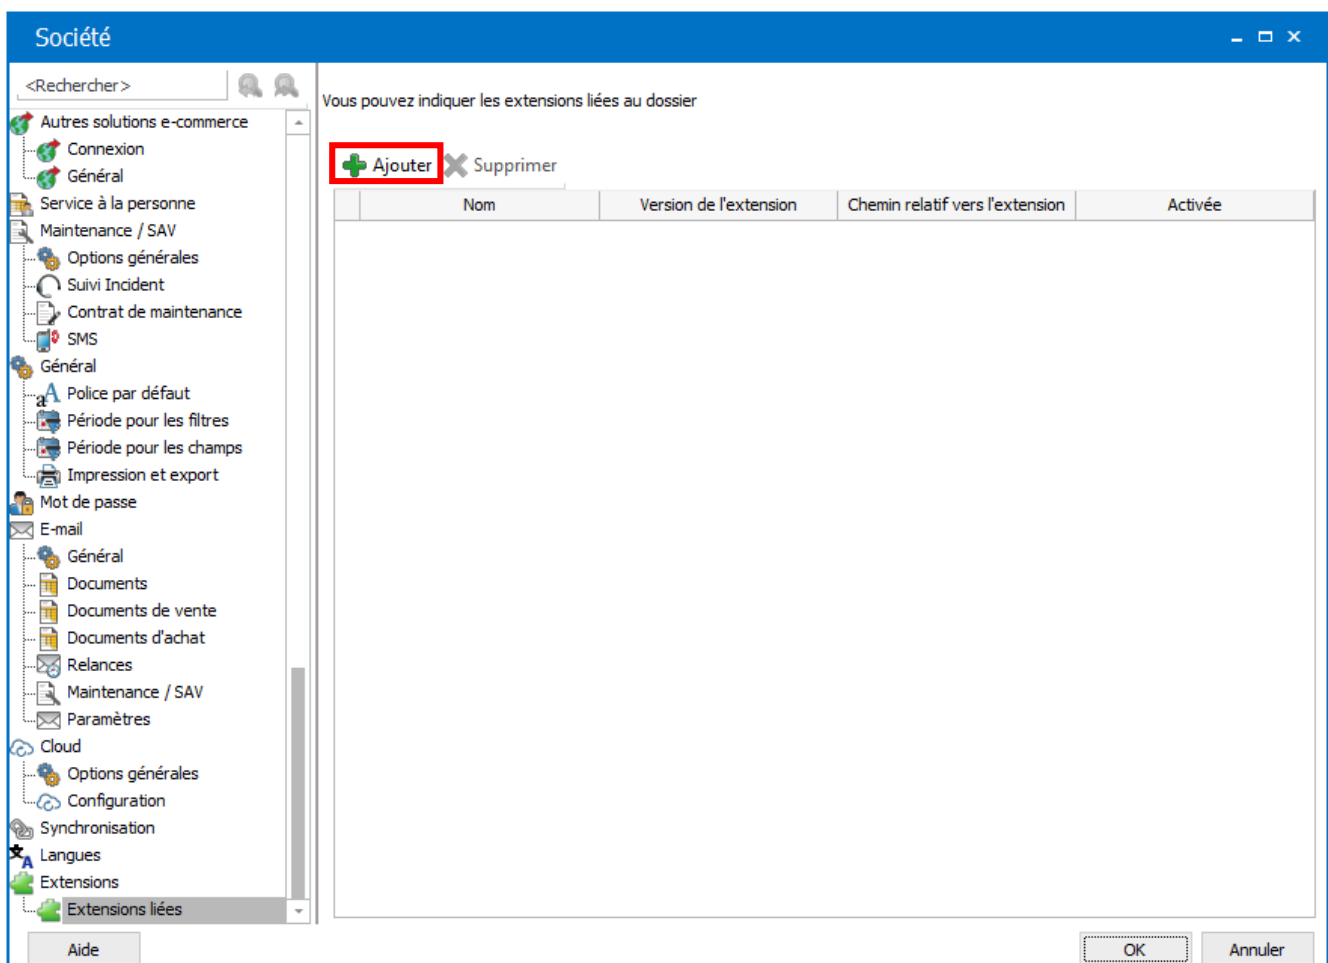 Société
<Rechercher>
Autres solutions e-commerce
Connexion
Général
Service à la personne
Maintenance / SAV
Options générales
Suivi Incident
Contrat de maintenance
SMS
Général
Police par défaut
Période pour les filtres
Période pour les champs
Impression et export
Mot de passe
E-mail
Général
Documents
Documents de vente
Documents d'achat
Relances
Maintenance / SAV
Paramètres
Cloud
Options générales
Configuration
Synchronisation
Langues
Extensions
Extensions liées
Vous pouvez indiquer les extensions liées au dossier
Ajouter Supprimer
Nom Version de l'extension Chemin relatif vers l'extension Activée
Aide OK Annuler